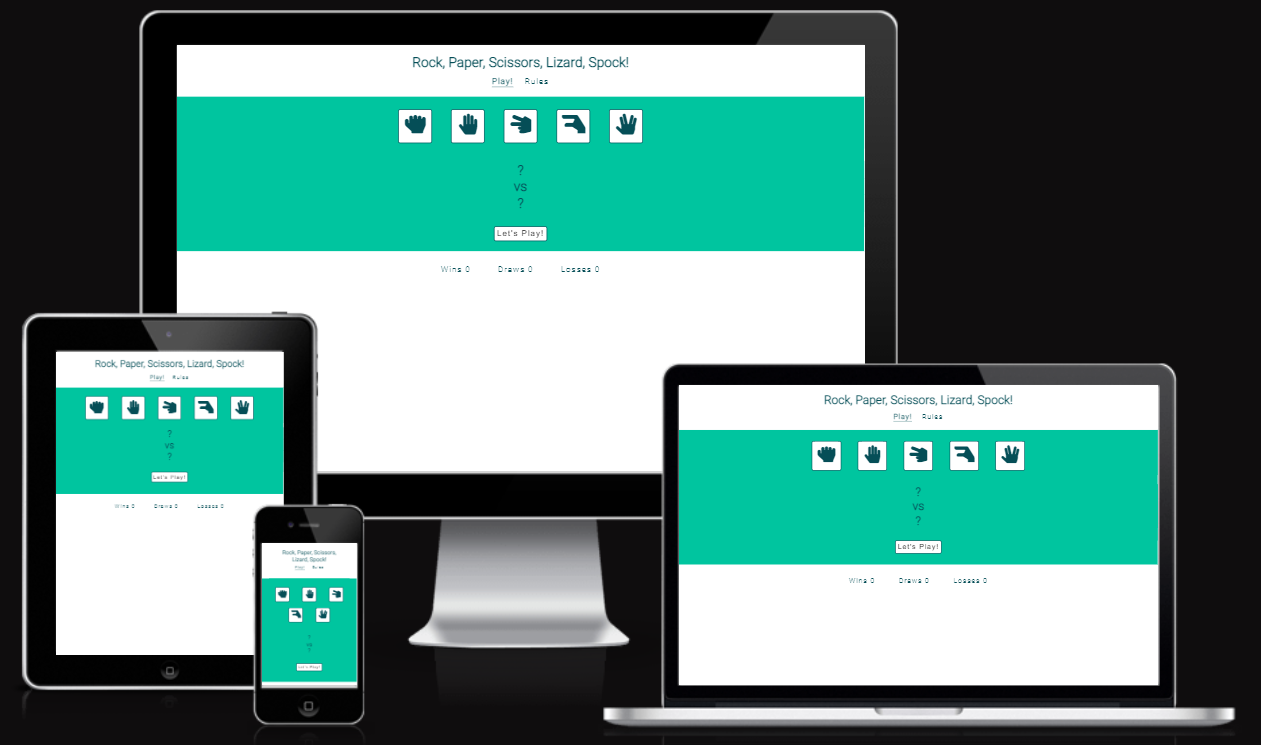 Rock, Paper, Scissors, Lizard, Spock!
Play! Rules
?
vs
?
Let's Play!
Wins 0 Draws 0 Losses 0
Rock, Paper, Scissors, Lizard, Spock!
Play! Rules
?
vs
?
Let's Play!
Wins 0 Draws 0 Losses 0
Rock, Paper, Scissors,
Lizard, Spock!
Play! Rules
?
vs
?
Let's Play!
Rock, Paper, Scissors, Lizard, Spock!
Play! Rules
?
vs
?
Let's Play!
Wins 0 Draws 0 Losses 0